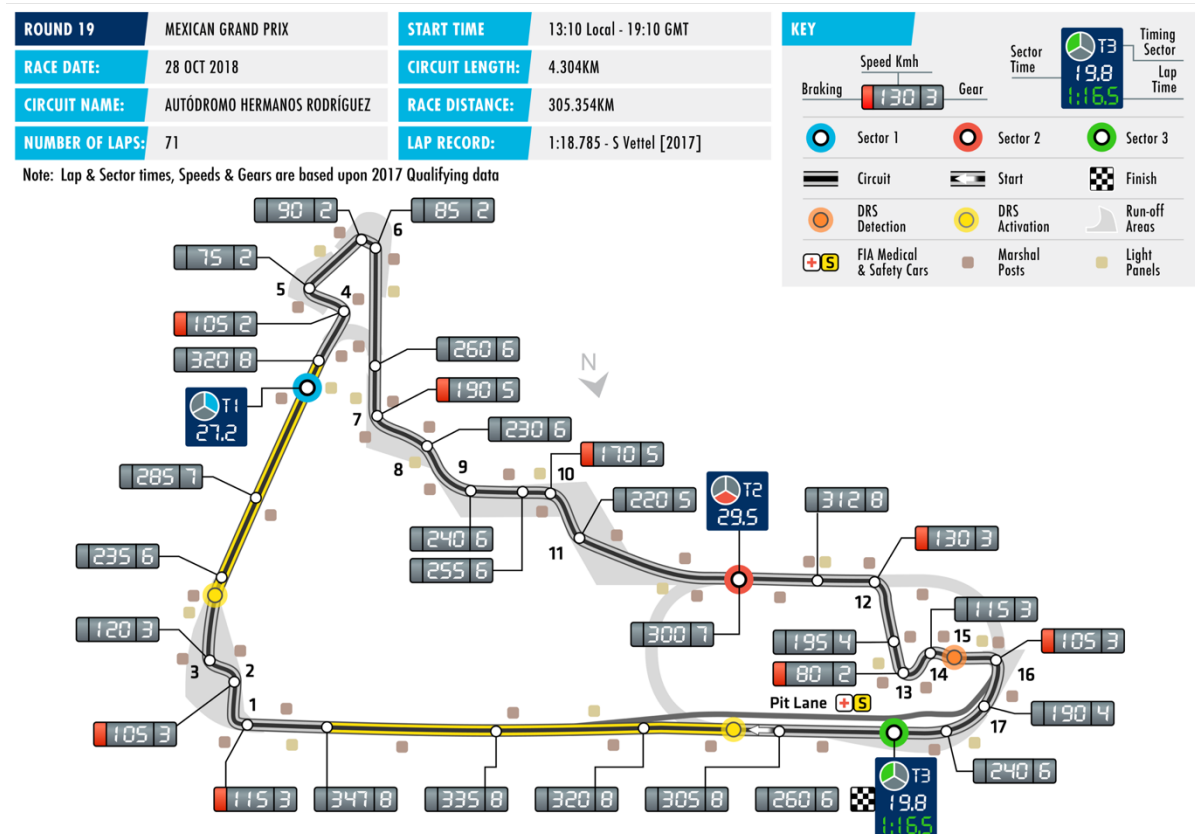 ROUND 19
MEXICAN GRAND PRIX
RACE DATE:
28 OCT 2018
CIRCUIT NAME:
AUTÓDROMO HERMANOS RODRÍGUEZ
NUMBER OF LAPS:
71
START TIME
13:10 Local - 19:10 GMT
CIRCUIT LENGTH:
4.304KM
RACE DISTANCE:
305.354KM
LAP RECORD:
1:18.785 - S Vettel [2017]
Note: Lap & Sector times, Speeds & Gears are based upon 2017 Qualifying data
KEY
Speed Kmh
Braking
130 3
Gear
Sector
Time
T3
19.8
1:16.5
Timing
Sector
Lap
Time
Sector 1
Sector 2
Sector 3
Circuit
Start
Finish
DRS
Detection
DRS
Activation
Run-off
Areas
S
FIA Medical
& Safety Cars
Marshal
Posts
Light
Panels
90 2
85 2
6
75 2
5
4
105 2
320 8
260 6
N
T1
27.2
190 5
7
230 6
8
9
10
170 5
285 7
240 6
255 6
220 5
11
T2
29.5
312 8
130 3
235 6
12
115 3
300 7
195 4
15
105 3
120 3
3
2
80 2
13
14
16
1
Pit Lane
S
190 4
17
105 3
240 6
115 3
347 8
335 8
320 8
305 8
260 6
T3
19.8
1:16.5